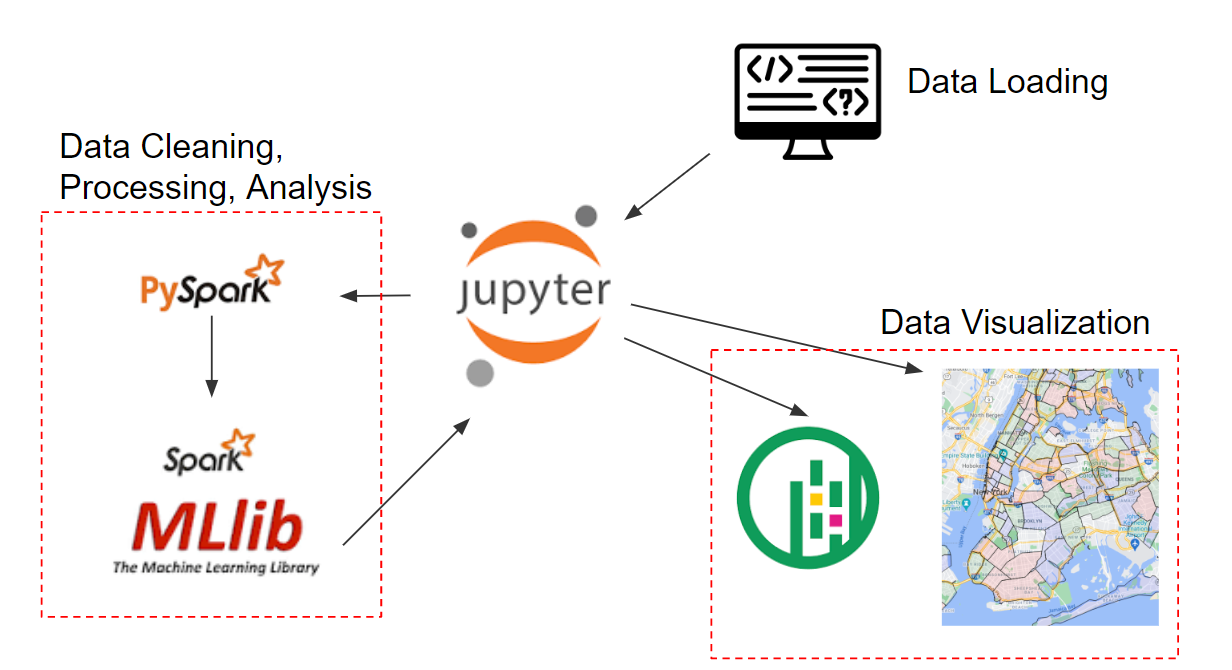 </>
<?>
Data Loading
Data Cleaning,
Processing, Analysis
PySpark
jupyter
Data Visualization
Spark
MLlib
The Machine Learning Library
New York
BROOKLYN